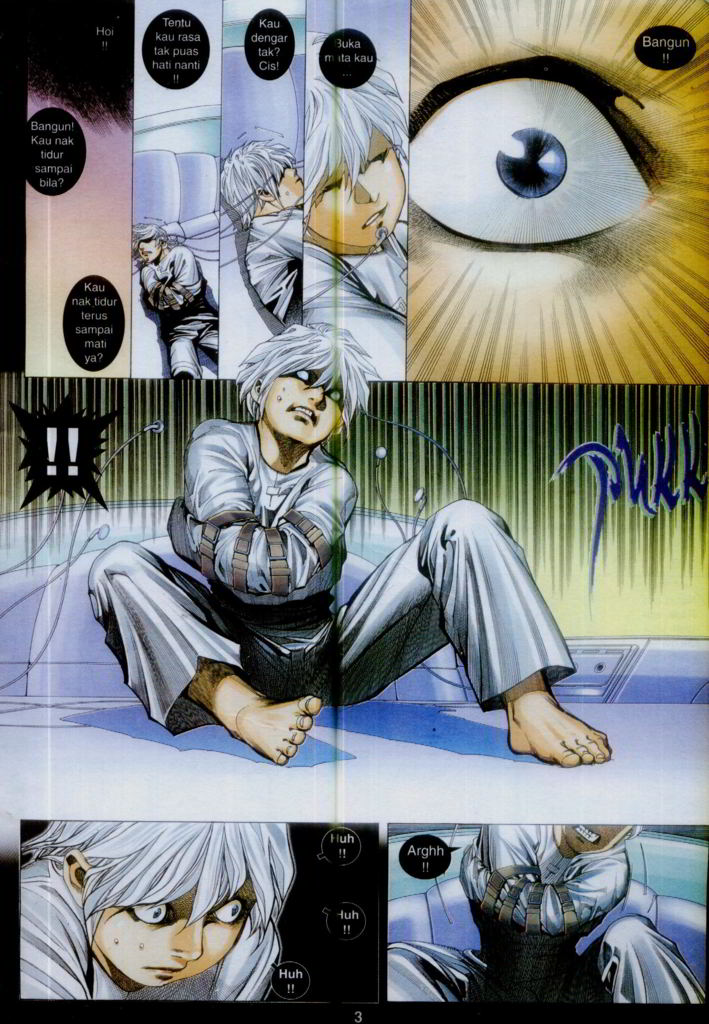 Hoi
!!
Bangun!
Kau nak
tidur
sampai
bila?
Kau
nak tidur
terus
sampai
mati
ya?
Tentu
kau rasa
tak puas
hati nanti
!!
Kau
dengar
tak?
Cis!
Buka
mata kau
...
Bangun
!!
!!
PUKK
Huh
!!
Huh
!!
Huh
!!
Arghh
!!
3